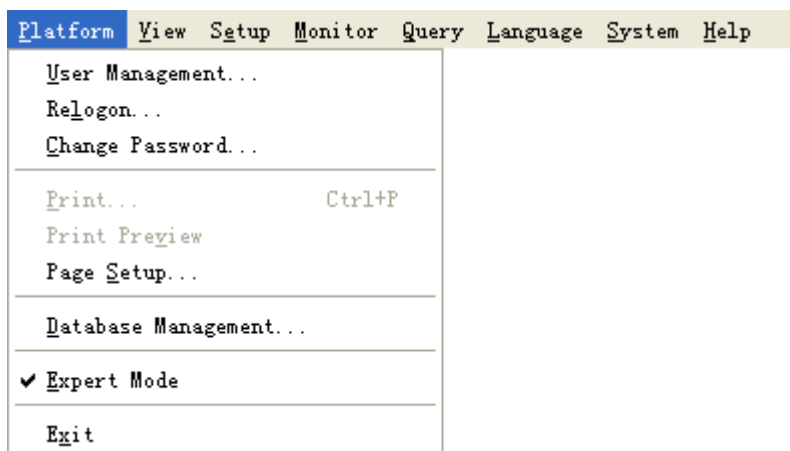 Platform View Setup Monitor Query Language System Help
User Management...
Relogon...
Change Password...
Print... Ctrl+P
Print Preview
Page Setup...
Database Management...
Expert Mode
Exit